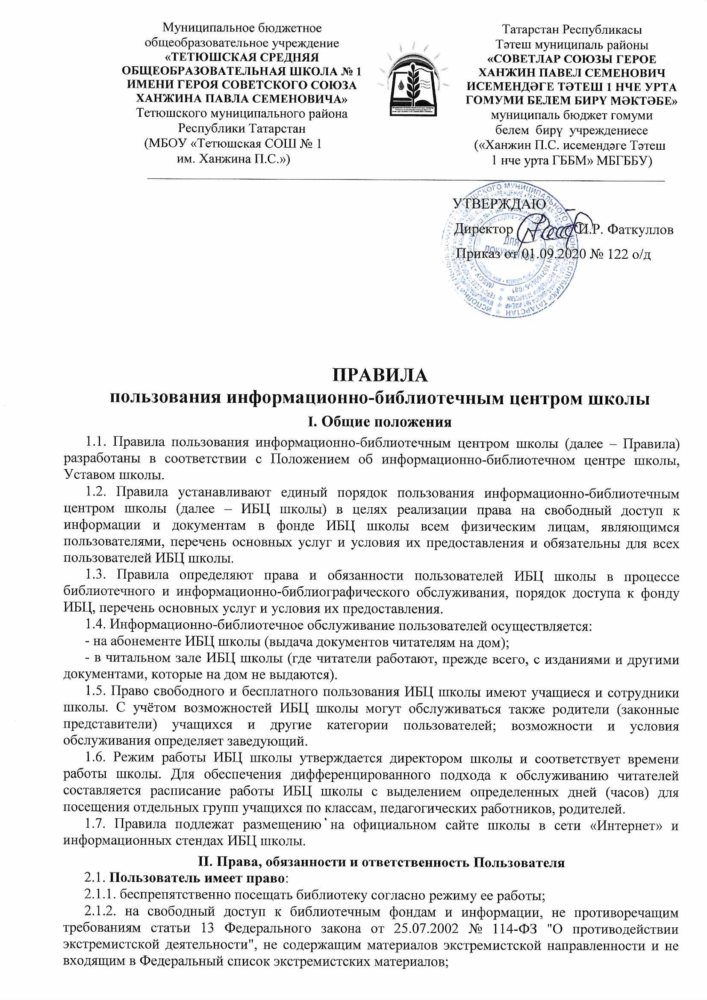 Муниципальное бюджетное
общеобразовательное учреждение
«ТЕТЮШСКАЯ СРЕДНЯЯ
ОБЩЕОБРАЗОВАТЕЛЬНАЯ ШКОЛА № 1
ИМЕНИ ГЕРОЯ СОВЕТСКОГО СОЮЗА
ХАНЖИНА ПАВЛА СЕМЕНОВИЧА»
Тетюшского муниципального района
Республики Татарстан
(МБОУ «Тетюшская СОШ № 1
им. Ханжина П.С.»)
Татарстан Республикасы
Тәтеш муниципаль районы
«СОВЕТЛАР СОЮЗЫ ГЕРОЕ
ХАНЖИН ПАВЕЛ СЕМЕНОВИЧ
ИСЕМЕНДӘГЕ ТӘТЕШ 1 НЧЕ УРТА
ГОМУМИ БЕЛЕМ БИРҮ МӘКТӘБЕ»
муниципаль бюджет гомуми
белем бирү учреждениесе
(«Ханжин П.С. исемендәге Тәтеш
1 нче урта ГББМ» МБГББУ)
УТВЕРЖДАЮ
Директор И.Р. Фаткуллов
Приказ от 01.09.2020 № 122 о/д
ДЛЯ
ДОКУМЕНТОВ
ПРАВИЛА
пользования информационно-библиотечным центром школы
I. Общие положения
1.1. Правила пользования информационно-библиотечным центром школы (далее – Правила)
разработаны в соответствии с Положением об информационно-библиотечном центре школы,
Уставом школы.
1.2. Правила устанавливают единый порядок пользования информационно-библиотечным
центром школы (далее – ИБЦ школы) в целях реализации права на свободный доступ к
информации и документам в фонде ИБЦ школы всем физическим лицам, являющимся
пользователями, перечень основных услуг и условия их предоставления и обязательны для всех
пользователей ИБЦ школы.
1.3. Правила определяют права и обязанности пользователей ИБЦ школы в процессе
библиотечного и информационно-библиографического обслуживания, порядок доступа к фонду
ИБЦ, перечень основных услуг и условия их предоставления.
1.4. Информационно-библиотечное обслуживание пользователей осуществляется:
- на абонементе ИБЦ школы (выдача документов читателям на дом);
- в читальном зале ИБЦ школы (где читатели работают, прежде всего, с изданиями и другими
документами, которые на дом не выдаются).
1.5. Право свободного и бесплатного пользования ИБЦ школы имеют учащиеся и сотрудники
школы. С учётом возможностей ИБЦ школы могут обслуживаться также родители (законные
представители) учащихся и другие категории пользователей; возможности и условия
обслуживания определяет заведующий.
1.6. Режим работы ИБЦ школы утверждается директором школы и соответствует времени
работы школы. Для обеспечения дифференцированного подхода к обслуживанию читателей
составляется расписание работы ИБЦ школы с выделением определенных дней (часов) для
посещения отдельных групп учащихся по классам, педагогических работников, родителей.
1.7. Правила подлежат размещению на официальном сайте школы в сети «Интернет» и
информационных стендах ИБЦ школы.
II. Права, обязанности и ответственность Пользователя
2.1. Пользователь имеет право:
2.1.1. беспрепятственно посещать библиотеку согласно режиму ее работы;
2.1.2. на свободный доступ к библиотечным фондам и информации, не противоречащим
требованиям статьи 13 Федерального закона от 25.07.2002 № 114-ФЗ "О противодействии
экстремистской деятельности", не содержащим материалов экстремистской направленности и не
входящим в Федеральный список экстремистских материалов;